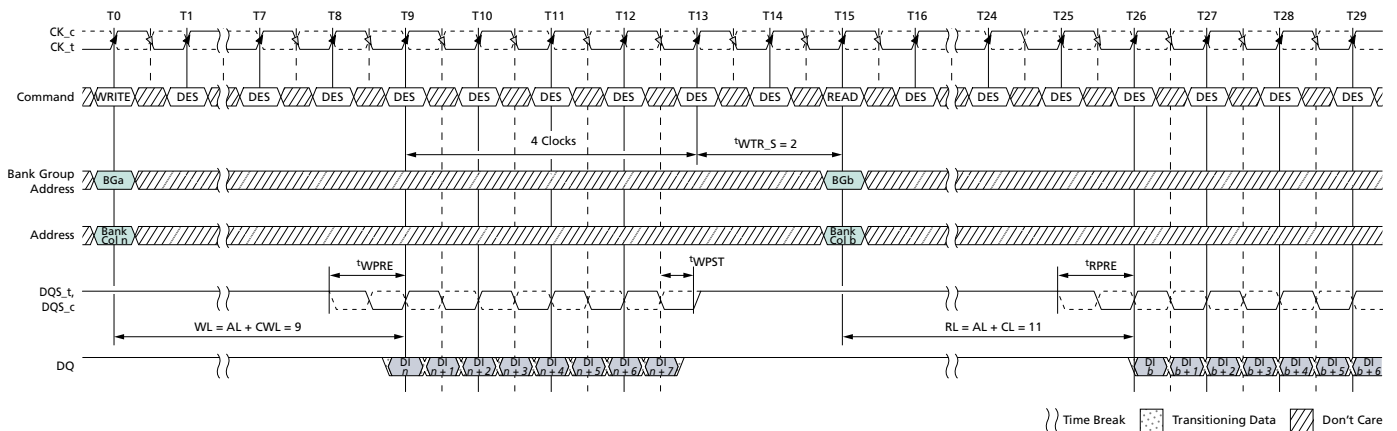 T0 T1 T7 T8 T9 T10 T11 T12 T13 T14 T15 T16 T24 T25 T26 T27 T28 T29
CK_c
CK_t
Command WRITE DES DES DES DES DES DES DES DES DES READ DES DES DES DES DES DES DES
4 Clocks tWTR_S = 2
Bank Group
Address BGa BGb
Address Bank
Col n Bank
Col b
tWPRE tWPST tRPRE
DQS_t,
DQS_c
WL = AL + CWL = 9 RL = AL + CL = 11
DQ DI
n DI
n + 1 DI
n + 2 DI
n + 3 DI
n + 4 DI
n + 5 DI
n + 6 DI
n + 7 DI
b DI
b + 1 DI
b + 2 DI
b + 3 DI
b + 4 DI
b + 5 DI
b + 6
Time Break Transitioning Data Don't Care